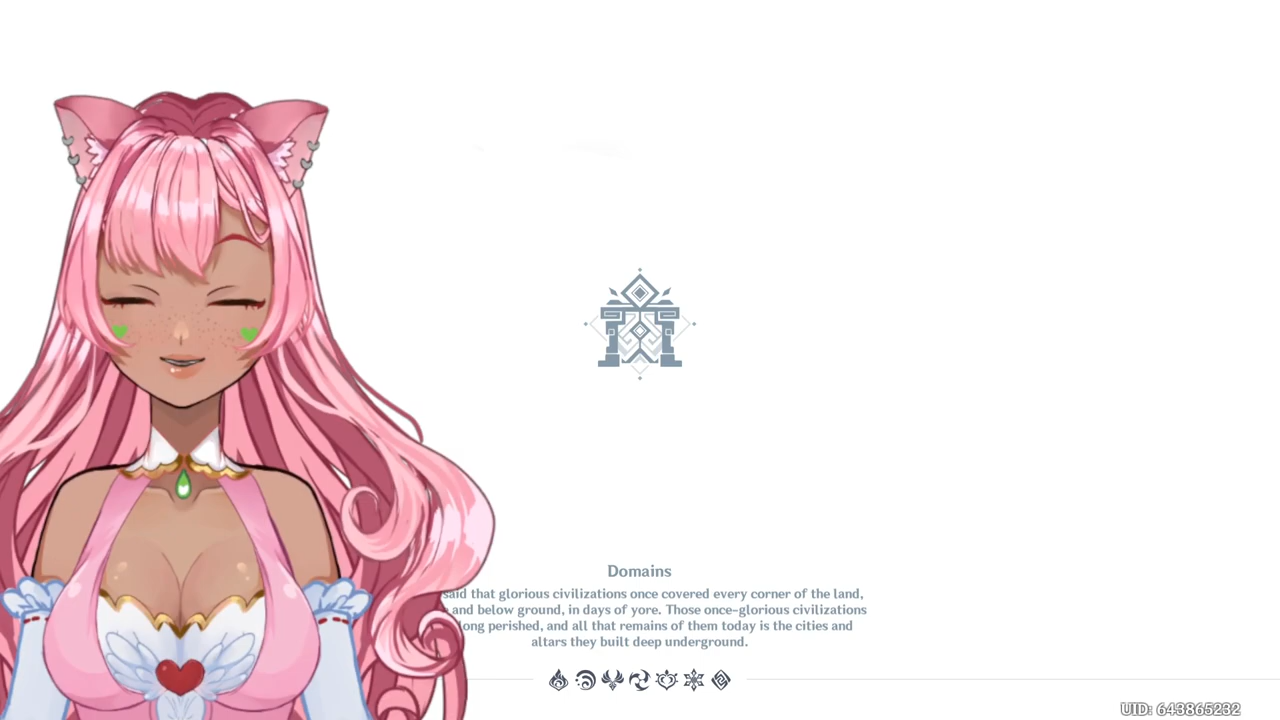 Domains
said that glorious civilizations once covered every corner of the land,
and below ground, in days of yore. Those once-glorious civilizations
long perished, and all that remains of them today is the cities and
altars they built deep underground.
UID: 643865232